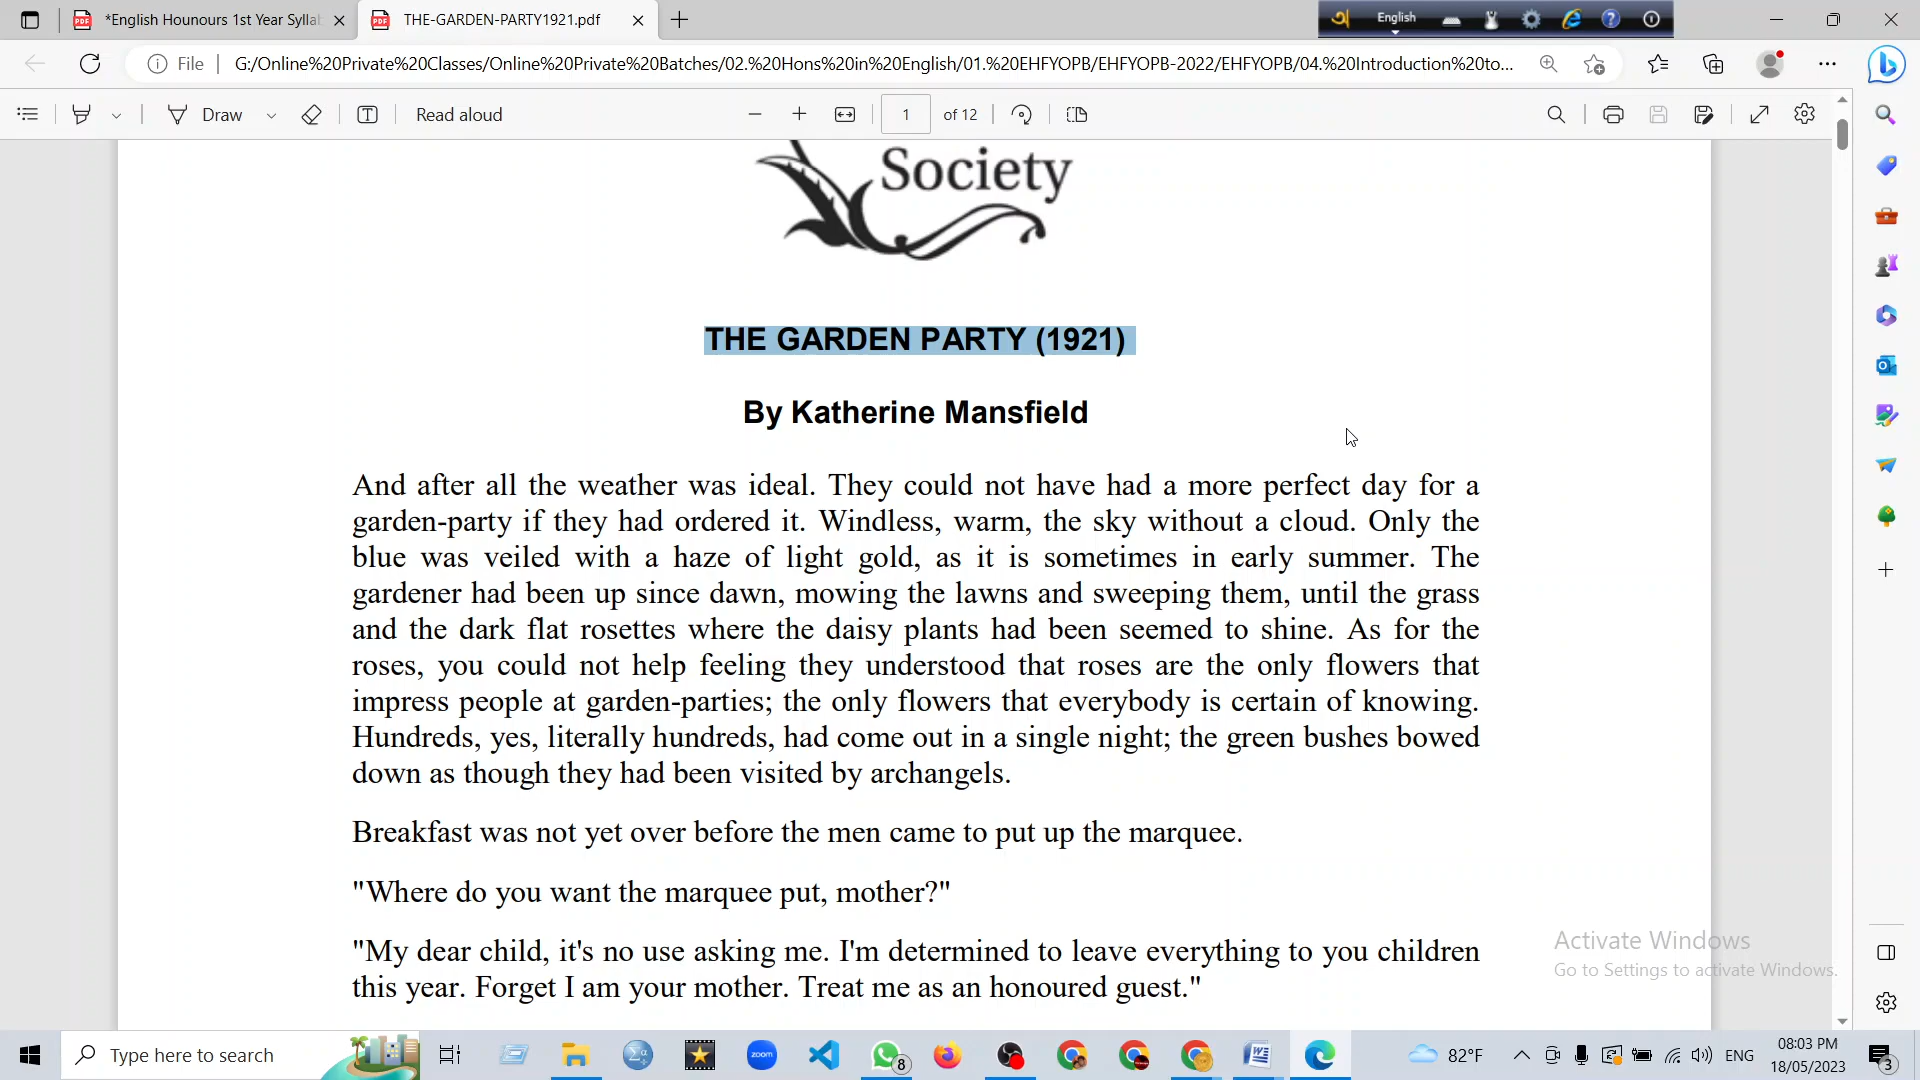 *English Hounours 1st Year Sylla
THE-GARDEN-PARTY1921.pdf
English
File
G:/Online%20Private%20Classes/Online%20Private%20Batches/02.%20Hons%20in%20English/01.%20EHFYOPB/EHFYOPB-2022/EHFYOPB/04.%20Introduction%20to...
Draw
Read aloud
1
of 12
Society
THE GARDEN PARTY (1921)
By Katherine Mansfield
And after all the weather was ideal. They could not have had a more perfect day for a
garden-party if they had ordered it. Windless, warm, the sky without a cloud. Only the
blue was veiled with a haze of light gold, as it is sometimes in early summer. The
gardener had been up since dawn, mowing the lawns and sweeping them, until the grass
and the dark flat rosettes where the daisy plants had been seemed to shine. As for the
roses, you could not help feeling they understood that roses are the only flowers that
impress people at garden-parties; the only flowers that everybody is certain of knowing.
Hundreds, yes, literally hundreds, had come out in a single night; the green bushes bowed
down as though they had been visited by archangels.
Breakfast was not yet over before the men came to put up the marquee.
"Where do you want the marquee put, mother?"
"My dear child, it's no use asking me. I'm determined to leave everything to you children
this year. Forget I am your mother. Treat me as an honoured guest."
Activate Windows
Go to Settings to activate Windows.
Type here to search
zoom
8
82°F
ENG
08:03 PM
18/05/2023
3